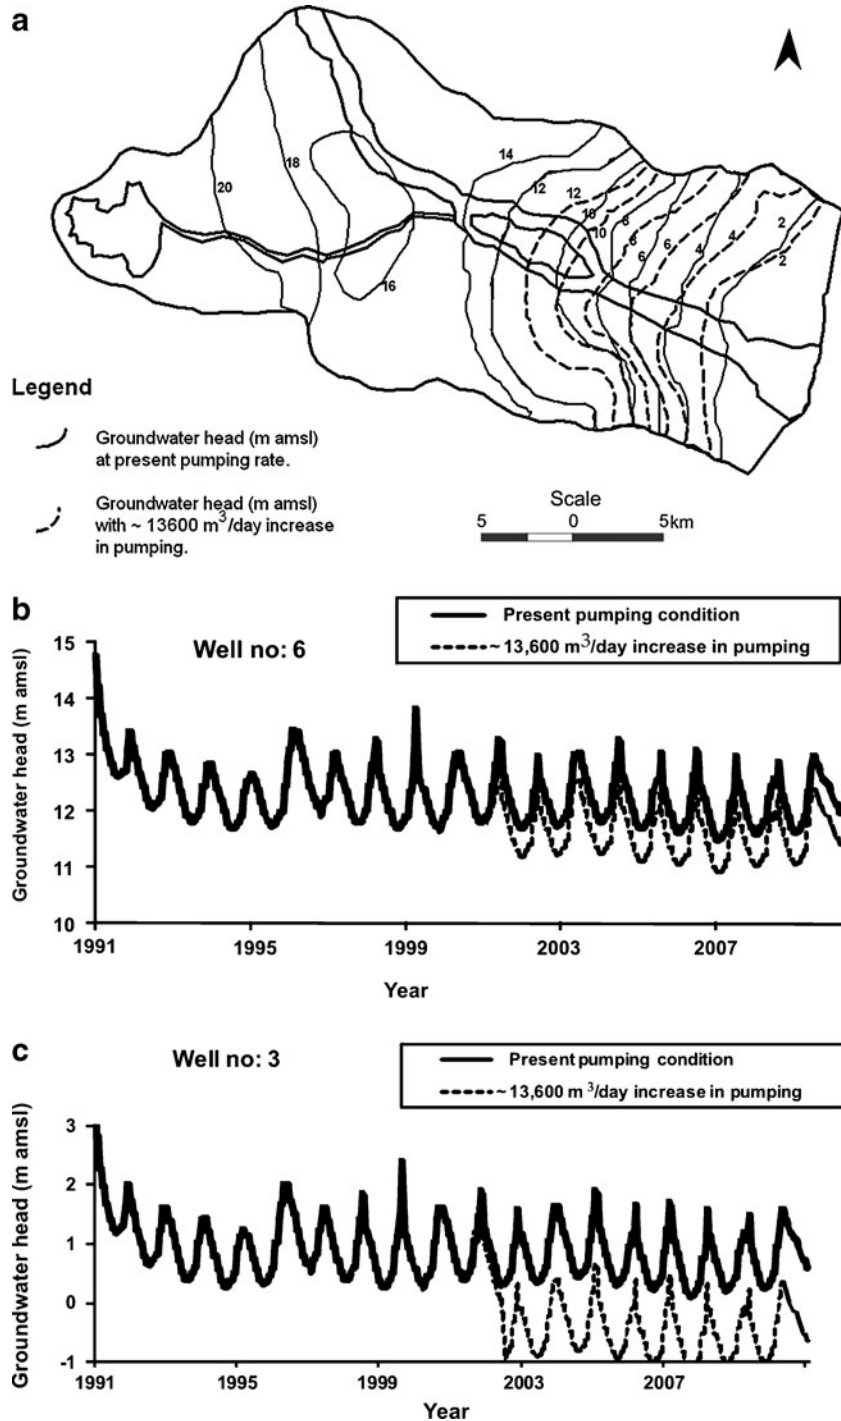 a
14
18
20
12
12
10
8
10
8
6
6
4
4
2
2
16
Legend
Groundwater head (m amsl)
at present pumping rate.
Groundwater head (m amsl)
with ~ 13600 m³/day increase
in pumping.
Scale
5 0 5km
b
Present pumping condition
~13,600 m³/day increase in pumping
Well no: 6
Groundwater head (m amsl)
15
14
13
12
11
10
1991 1995 1999 2003 2007
Year
c
Well no: 3
Present pumping condition
~13,600 m³/day increase in pumping
Groundwater head (m amsl)
3
2
1
0
-1
1991 1995 1999 2003 2007
Year